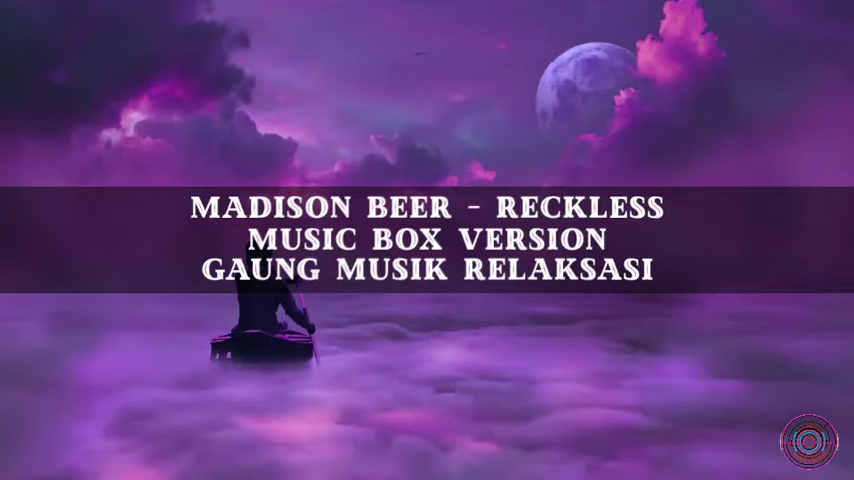 MADISON BEER - RECKLESS
MUSIC BOX VERSION
GAUNG MUSIK RELAKSASI